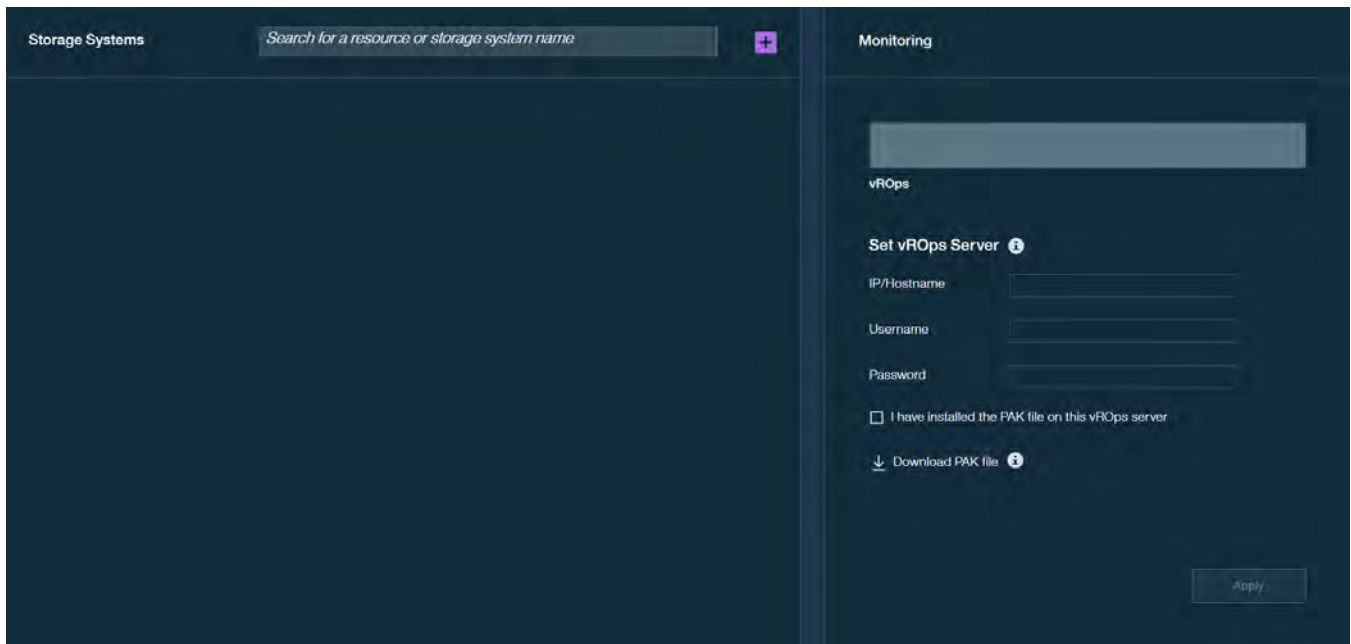 Storage Systems
Search for a resource or storage system name
Monitoring
vROps
Set vROps Server
IP/Hostname
Username
Password
I have installed the PAK file on this vROps server
Download PAK file
Apply